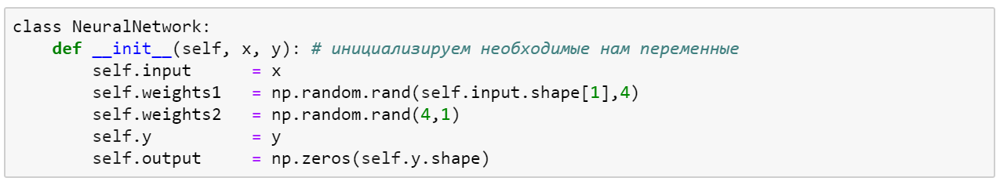 class NeuralNetwork:
    def __init__(self, x, y): # инициализируем необходимые нам переменные
        self.input      = x
        self.weights1   = np.random.rand(self.input.shape[1],4)
        self.weights2   = np.random.rand(4,1)
        self.y          = y
        self.output     = np.zeros(self.y.shape)